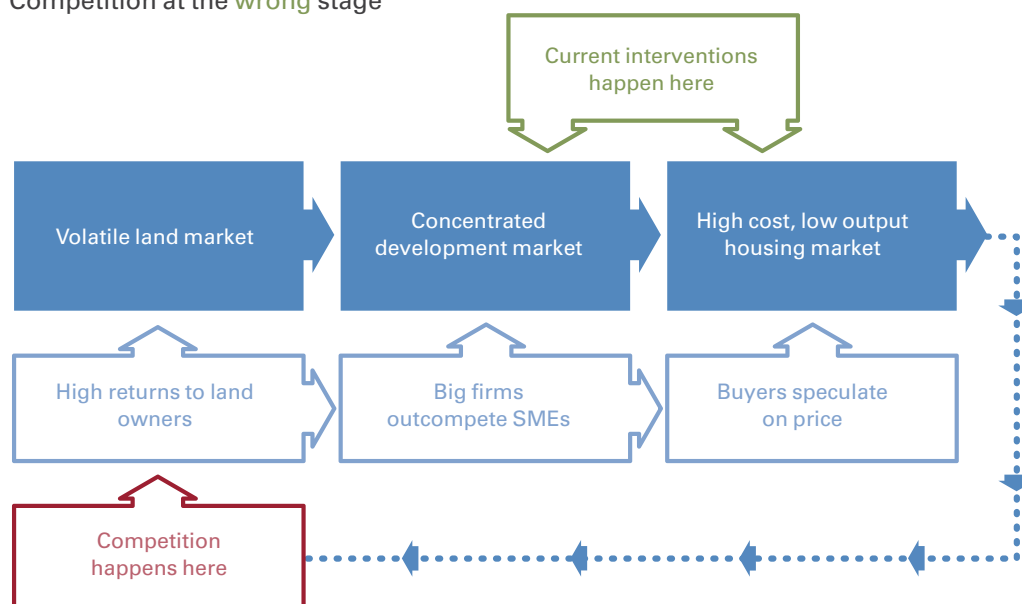 Competition at the wrong stage
Current interventions
happen here
Volatile land market
Concentrated
development market
High cost, low output
housing market
High returns to land
owners
Big firms
outcompete SMEs
Buyers speculate
on price
Competition
happens here